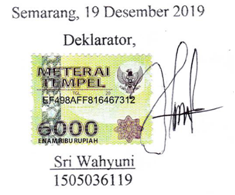 Semarang, 19 Desember 2019
Deklarator,
METERAI
TEMPEL
EF498AFF816467312
6000
ENAM RIBU RUPIAH
Sri Wahyuni
1505036119